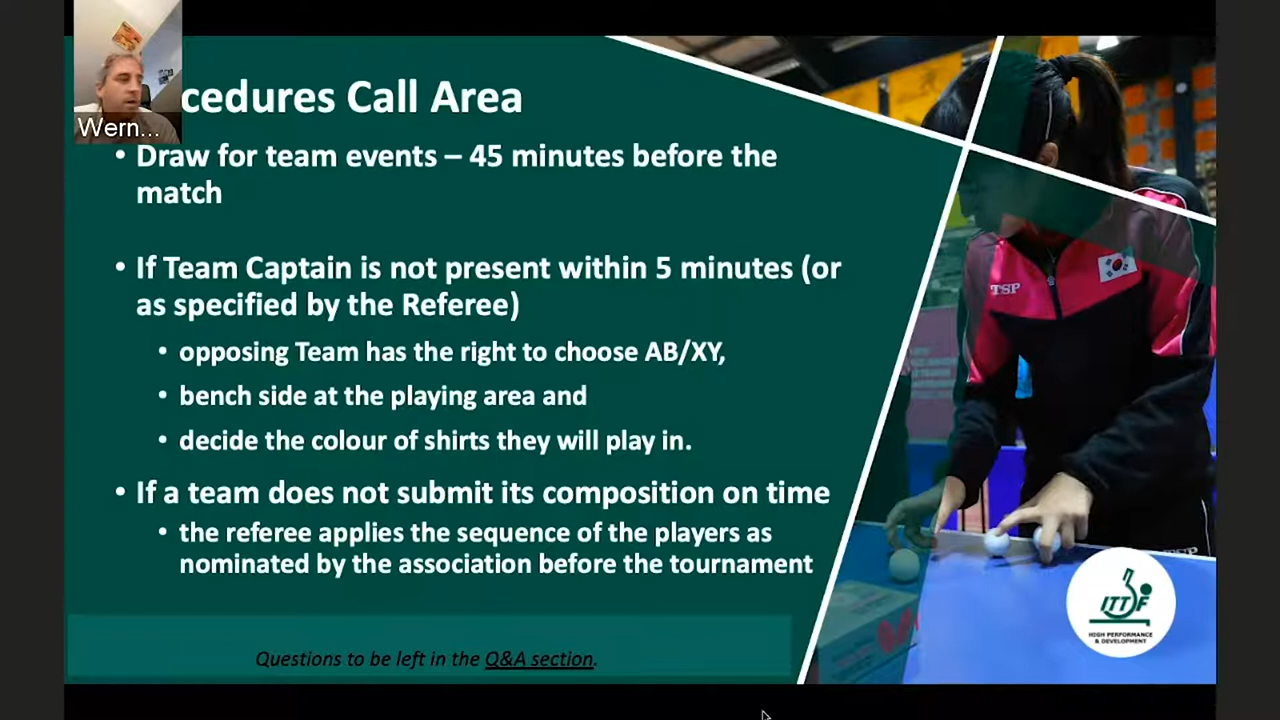 cedures Call Area
Wern...
• Draw for team events – 45 minutes before the
match
• If Team Captain is not present within 5 minutes (or
as specified by the Referee)
• opposing Team has the right to choose AB/XY,
• bench side at the playing area and
• decide the colour of shirts they will play in.
• If a team does not submit its composition on time
• the referee applies the sequence of the players as
nominated by the association before the tournament
Questions to be left in the Q&A section.
TSP
TSP
ITTF
HIGH PERFORMANCE
& DEVELOPMENT